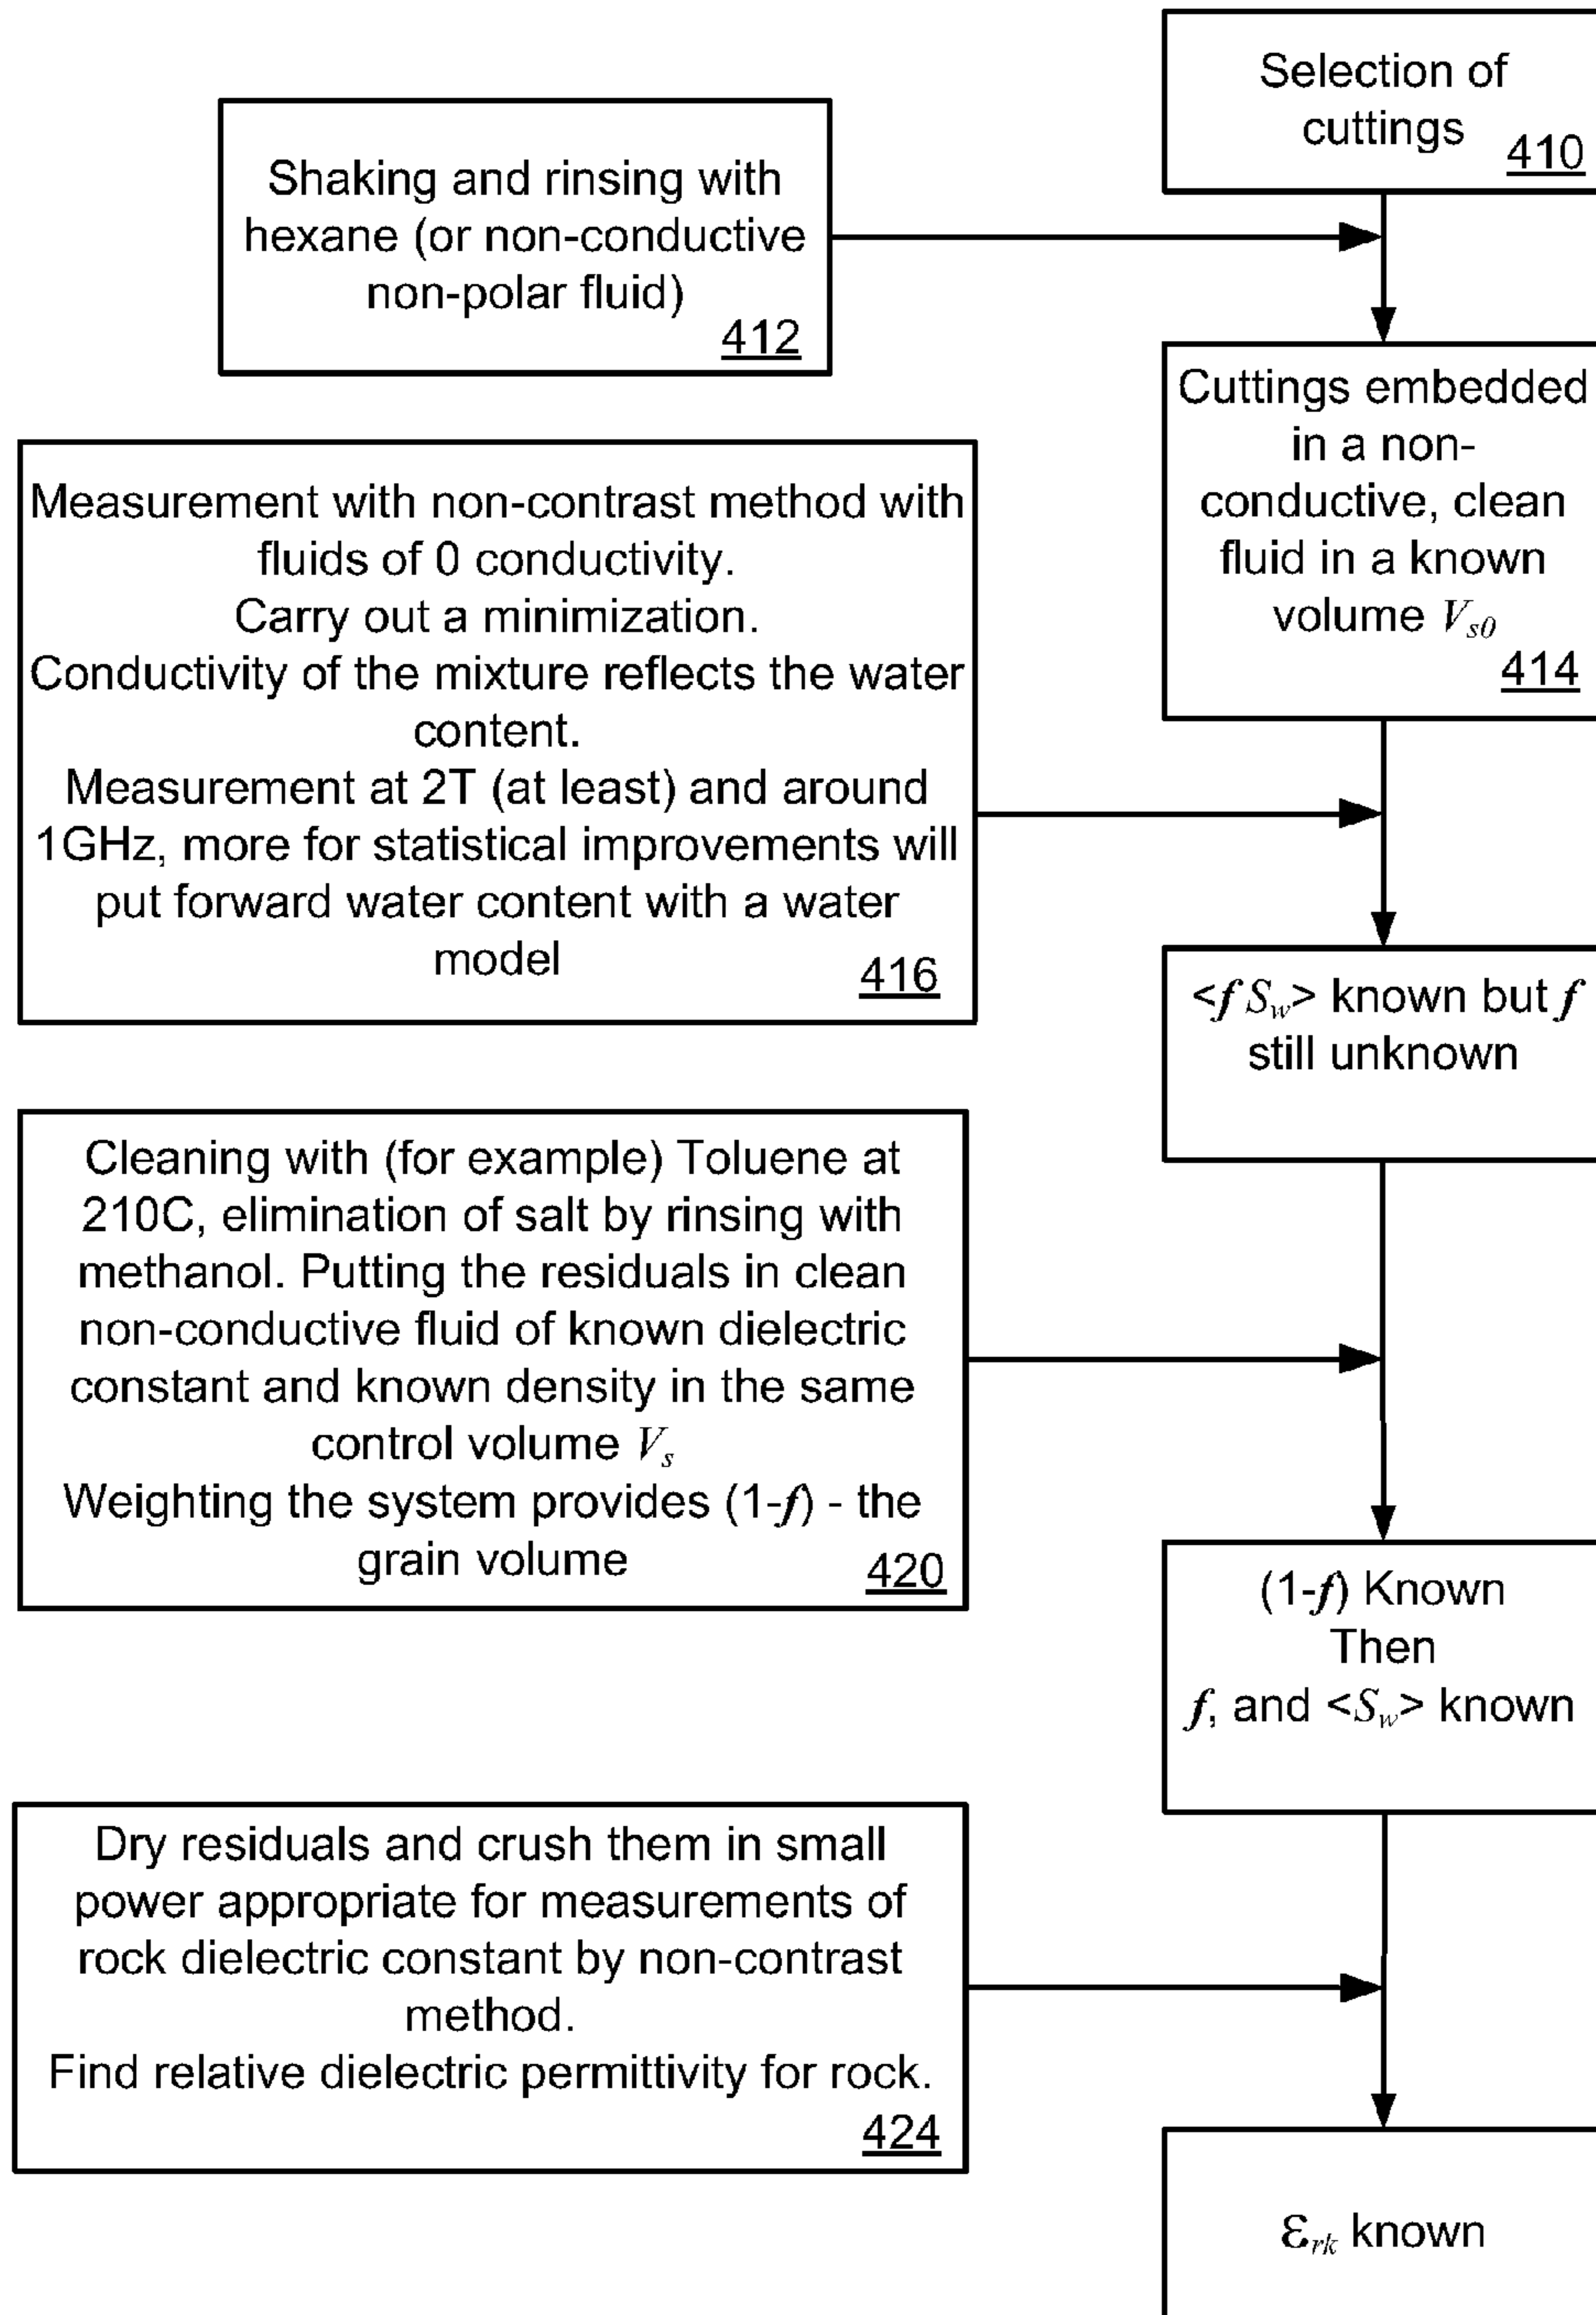 Selection of
cuttings
410
Shaking and rinsing with
hexane (or non-conductive
non-polar fluid)
412
Cuttings embedded
in a non-
conductive, clean
fluid in a known
volume Vs0
414
Measurement with non-contrast method with
fluids of 0 conductivity.
Carry out a minimization.
Conductivity of the mixture reflects the water
content.
Measurement at 2T (at least) and around
1GHz, more for statistical improvements will
put forward water content with a water
model
416
<f Sw> known but f
still unknown
Cleaning with (for example) Toluene at
210C, elimination of salt by rinsing with
methanol. Putting the residuals in clean
non-conductive fluid of known dielectric
constant and known density in the same
control volume Vs
Weighting the system provides (1-f) - the
grain volume
420
(1-f) Known
Then
f, and <Sw> known
Dry residuals and crush them in small
power appropriate for measurements of
rock dielectric constant by non-contrast
method.
Find relative dielectric permittivity for rock.
424
εrk known